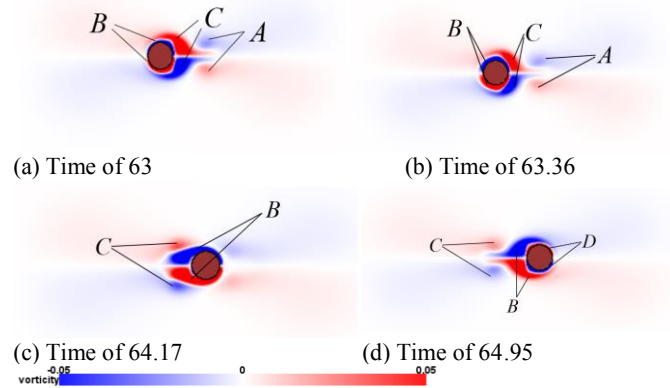 B C A
B C A
(a) Time of 63 (b) Time of 63.36
C B
C B D
(c) Time of 64.17 (d) Time of 64.95
vorticity -0.05 0 0.05